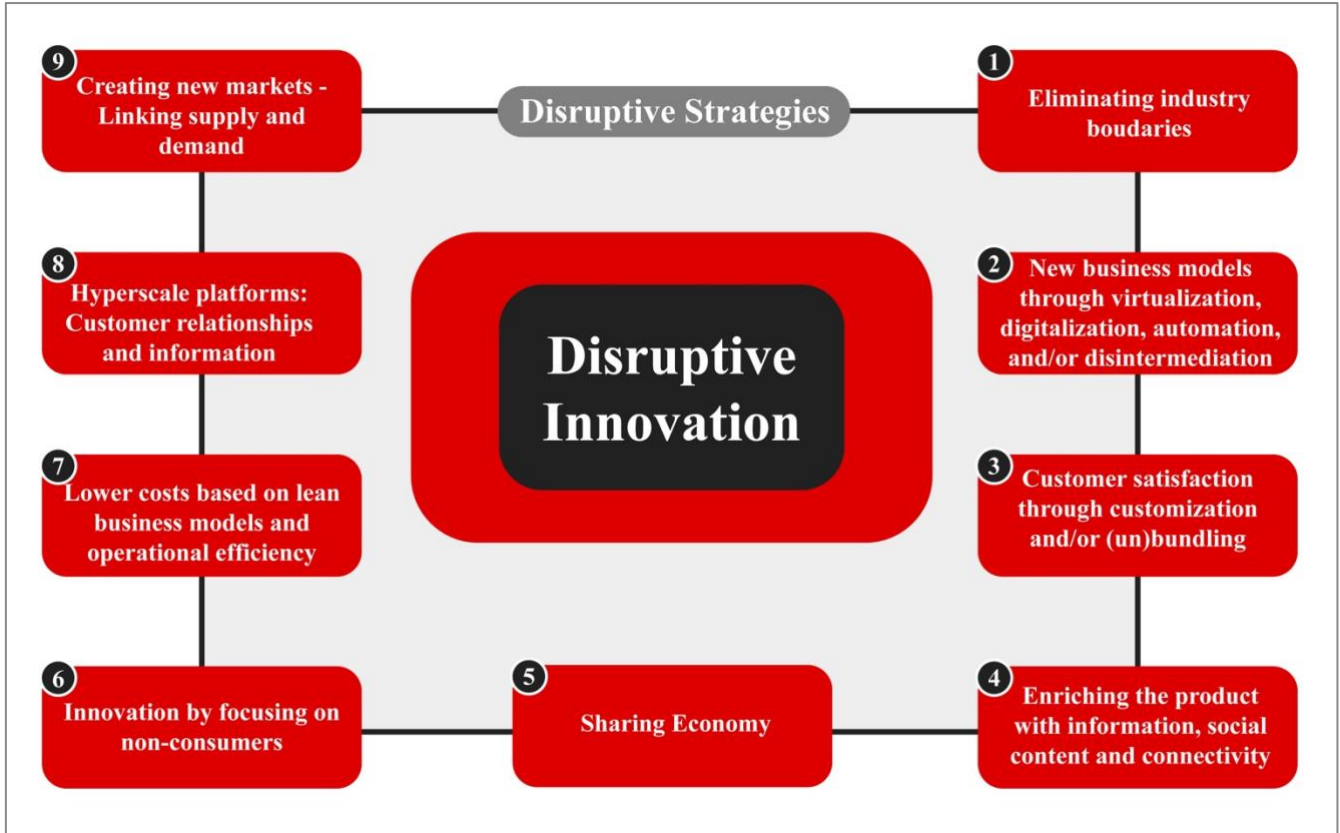 Disruptive Strategies
Disruptive
Innovation
1
Eliminating industry
boudaries
2
New business models
through virtualization,
digitalization, automation,
and/or disintermediation
3
Customer satisfaction
through customization
and/or (un)bundling
4
Enriching the product
with information, social
content and connectivity
5
Sharing Economy
6
Innovation by focusing on
non-consumers
7
Lower costs based on lean
business models and
operational efficiency
8
Hyperscale platforms:
Customer relationships
and information
9
Creating new markets -
Linking supply and
demand